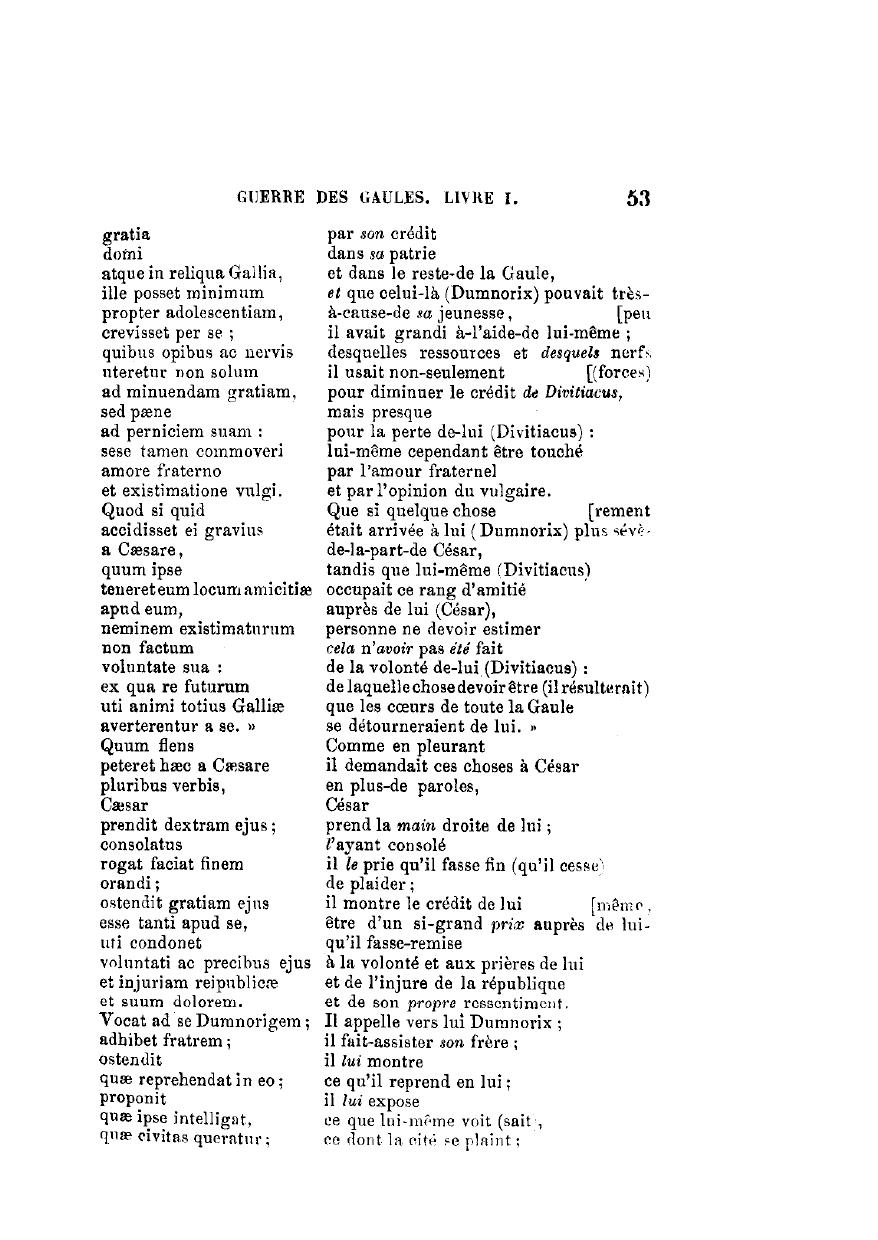 GUERRE DES GAULES. LIVRE I. 53
gratia par son crédit
domi dans sa patrie
atque in reliqua Gallia, et dans le reste-de la Gaule,
ille posset minimum et que celui-là (Dumnorix) pouvait très-
propter adolescentiam, à-cause-de sa jeunesse, [peu
crevisset per se ; il avait grandi à-l'aide-de lui-même ;
quibus opibus ac nervis desquelles ressources et desquels nerfs
uteretur non solum il usait non-seulement [(forces)
ad minuendam gratiam, pour diminuer le crédit de Divitiacus,
sed pæne mais presque
ad perniciem suam : pour la perte de-lui (Divitiacus) :
sese tamen commoveri lui-même cependant être touché
amore fraterno par l'amour fraternel
et existimatione vulgi. et par l'opinion du vulgaire.
Quod si quid Que si quelque chose [rement
accidisset ei gravius était arrivée à lui (Dumnorix) plus sévè-
a Cæsare, de-la-part-de César,
quum ipse tandis que lui-même (Divitiacus)
teneret eum locum amicitiæ occupait ce rang d'amitié
apud eum, auprès de lui (César),
neminem existimaturum personne ne devoir estimer
non factum cela n'avoir pas été fait
voluntate sua : de la volonté de-lui (Divitiacus) :
ex qua re futurum de laquelle chose devoir être (il résulterait)
uti animi totius Galliæ que les cœurs de toute la Gaule
averterentur a se. » se détourneraient de lui. »
Quum flens Comme en pleurant
peteret hæc a Cæsare il demandait ces choses à César
pluribus verbis, en plus-de paroles,
Cæsar César
prendit dextram ejus ; prend la main droite de lui ;
consolatus l'ayant consolé
rogat faciat finem il le prie qu'il fasse fin (qu'il cesse)
orandi ; de plaider ;
ostendit gratiam ejus il montre le crédit de lui [même,
esse tanti apud se, être d'un si-grand prix auprès de lui-
uti condonet qu'il fasse-remise
voluntati ac precibus ejus à la volonté et aux prières de lui
et injuriam reipublicæ et de l'injure de la république
et suum dolorem. et de son propre ressentiment.
Vocat ad se Dumnorigem ; Il appelle vers lui Dumnorix ;
adhibet fratrem ; il fait-assister son frère ;
ostendit il lui montre
quæ reprehendat in eo ; ce qu'il reprend en lui ;
proponit il lui expose
quæ ipse intelligat, ce que lui-même voit (sait),
quæ civitas queratur ; ce dont la cité se plaint ;